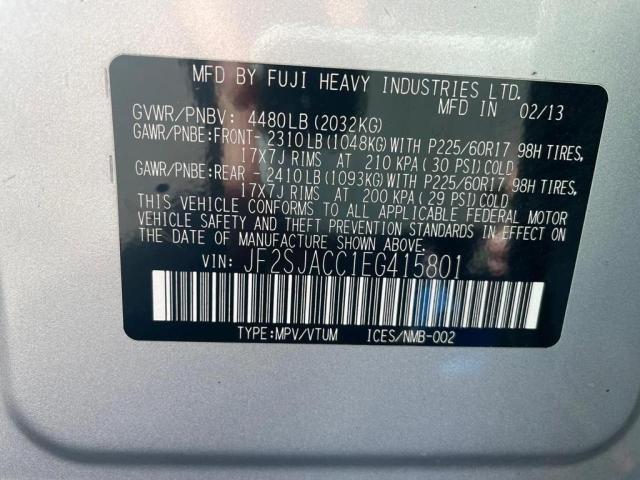 MFD BY FUJI HEAVY INDUSTRIES LTD.
MFD IN 02/13
GVWR/PNBV: 4480LB(2032KG)
GAWR/PNBE:FRONT- 2310LB(1048KG)WITH P225/60R17 98H TIRES,
17X7J RIMS AT 210 KPA(30 PSI)COLD
GAWR/PNBE:REAR - 2410LB(1093KG)WITH P225/60R17 98H TIRES,
17X7J RIMS AT 200 KPA(29 PSI)COLD
THIS VEHICLE CONFORMS TO ALL APPLICABLE FEDERAL MOTOR
VEHICLE SAFETY AND THEFT PREVENTION STANDARDS IN EFFECT ON
THE DATE OF MANUFACTURE SHOWN ABOVE.
VIN: JF2SJACC1EG415801
TYPE:MPV/VTUM ICES/NMB-002